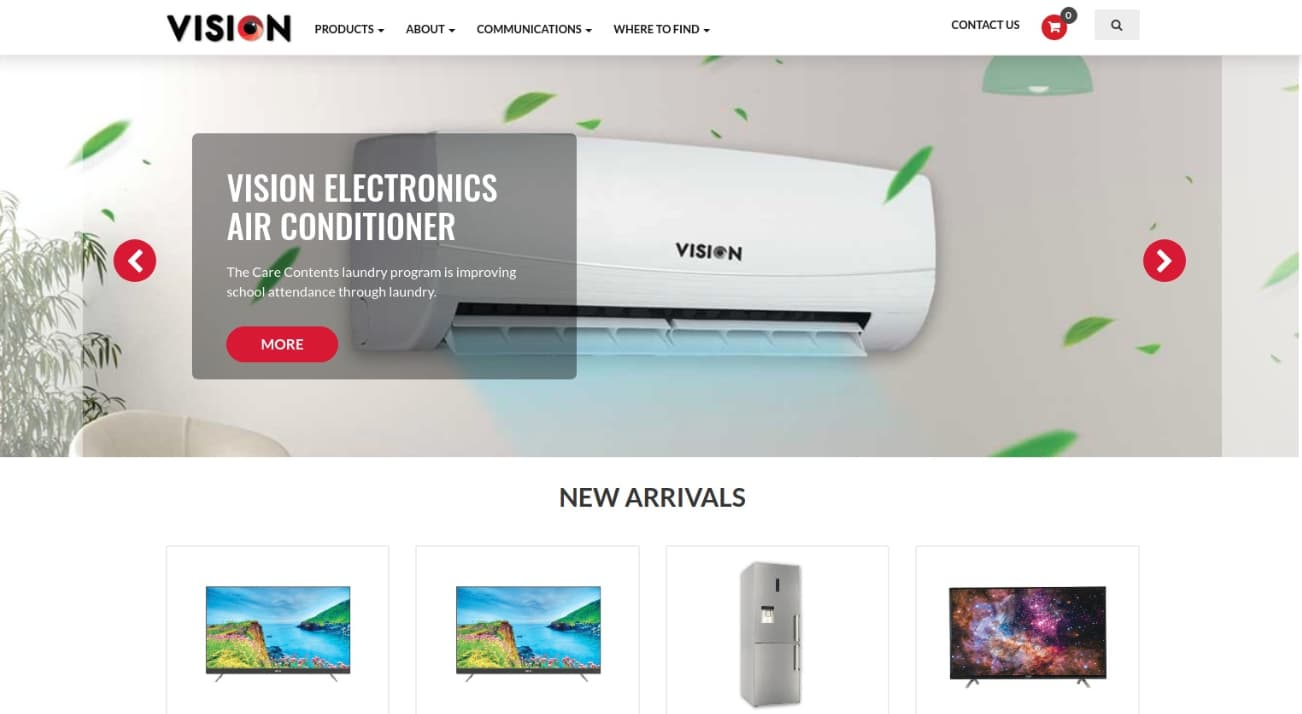 VISION
PRODUCTS
ABOUT
COMMUNICATIONS
WHERE TO FIND
CONTACT US
0
VISION ELECTRONICS
AIR CONDITIONER
The Care Contents laundry program is improving
school attendance through laundry.
MORE
VISION
NEW ARRIVALS